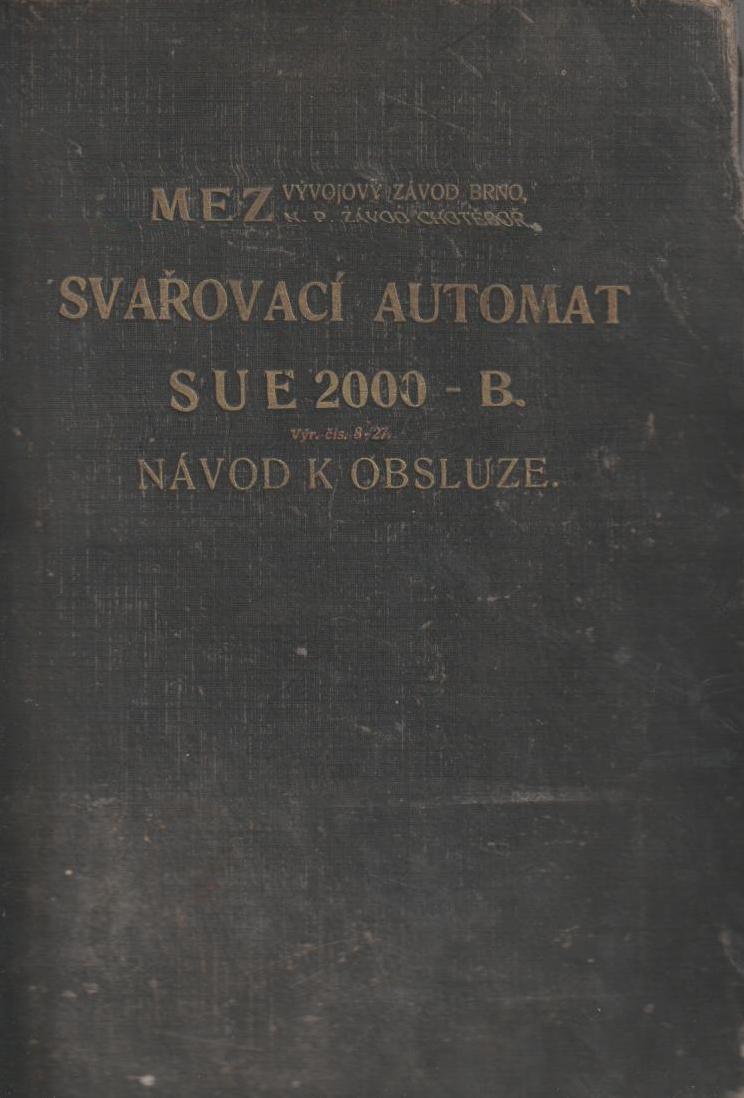 MEZ VÝVOJOVÝ ZÁVOD BRNO,
N. P. ZÁVOD CHOTĚBOŘ
SVAŘOVACÍ AUTOMAT
SUE 2000 - B.
Výr. čís. 8-27.
NÁVOD K OBSLUZE.